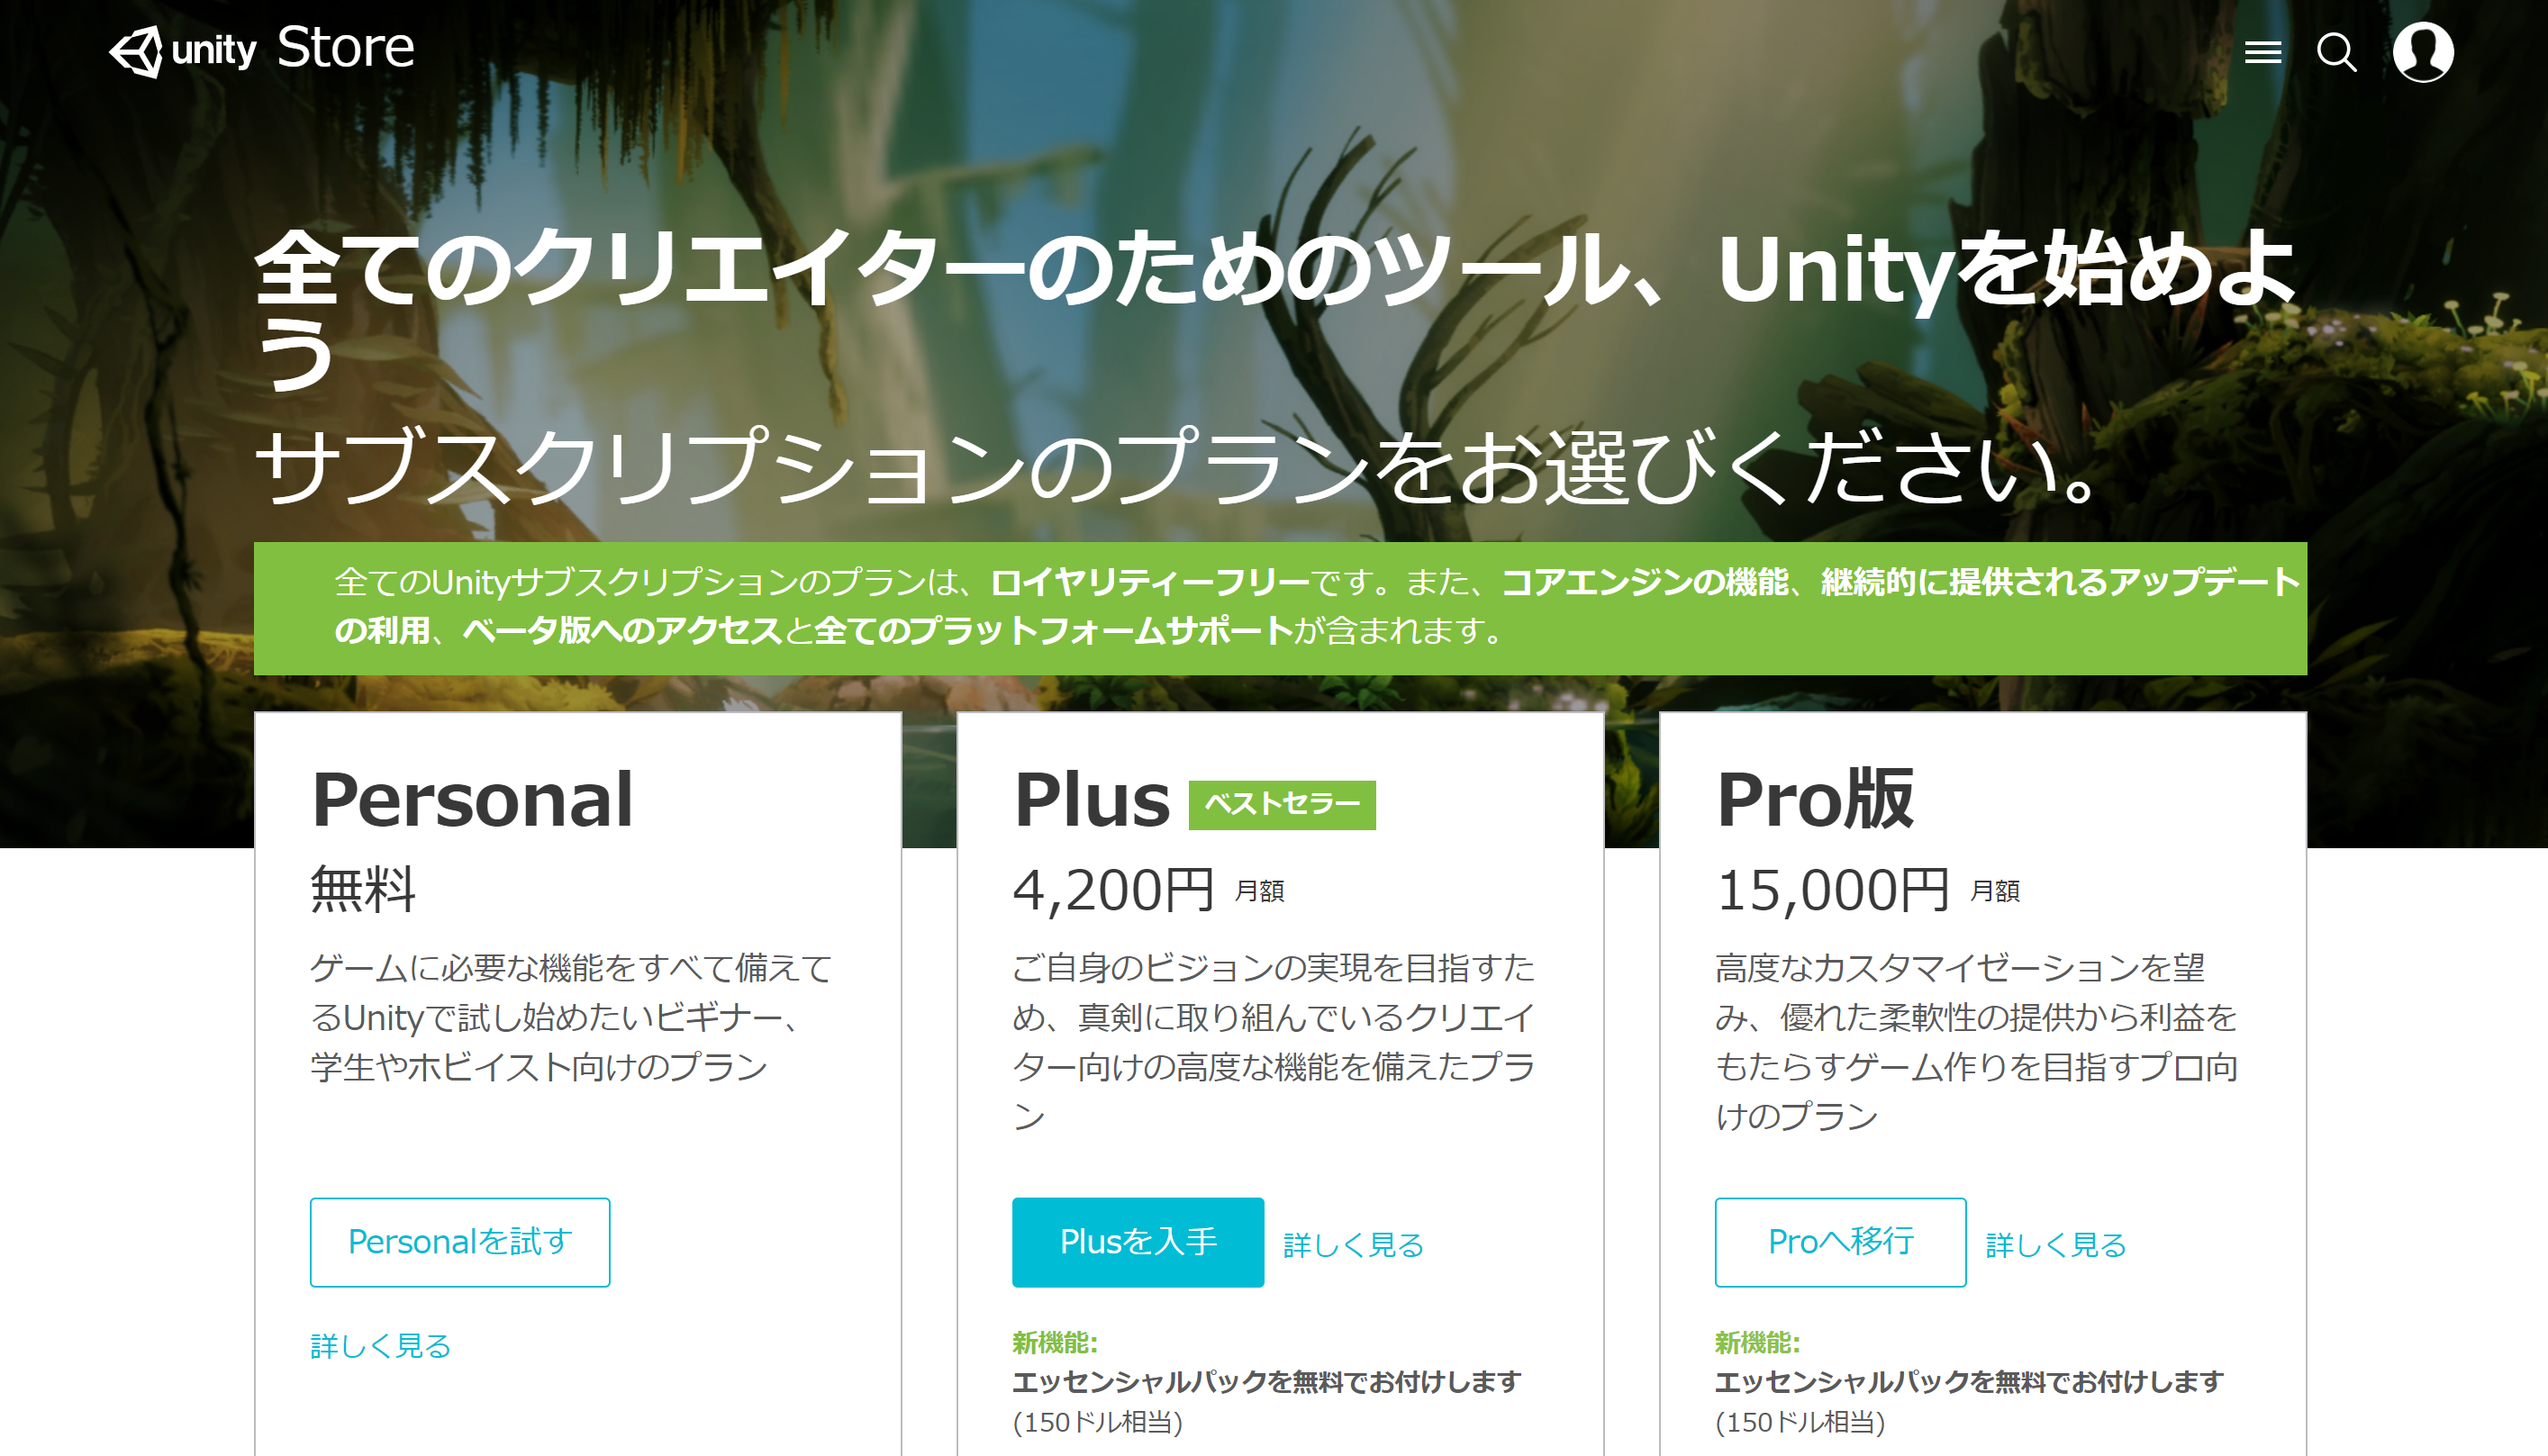 unity Store
全てのクリエイターのためのツール、Unityを始めよ
う
サブスクリプションのプランをお選びください。
全てのUnityサブスクリプションのプランは、ロイヤリティーフリーです。また、コアエンジンの機能、継続的に提供されるアップデート
の利用、ベータ版へのアクセスと全てのプラットフォームサポートが含まれます。
Personal
無料
ゲームに必要な機能をすべて備えて
るUnityで試し始めたいビギナー、
学生やホビイスト向けのプラン
Personalを試す
詳しく見る
Plus ベストセラー
4,200円 月額
ご自身のビジョンの実現を目指すた
め、真剣に取り組んでいるクリエイ
ター向けの高度な機能を備えたプラ
ン
Plusを入手 詳しく見る
新機能:
エッセンシャルパックを無料でお付けします
(150ドル相当)
Pro版
15,000円 月額
高度なカスタマイゼーションを望
み、優れた柔軟性の提供から利益を
もたらすゲーム作りを目指すプロ向
けのプラン
Proへ移行 詳しく見る
新機能:
エッセンシャルパックを無料でお付けします
(150ドル相当)